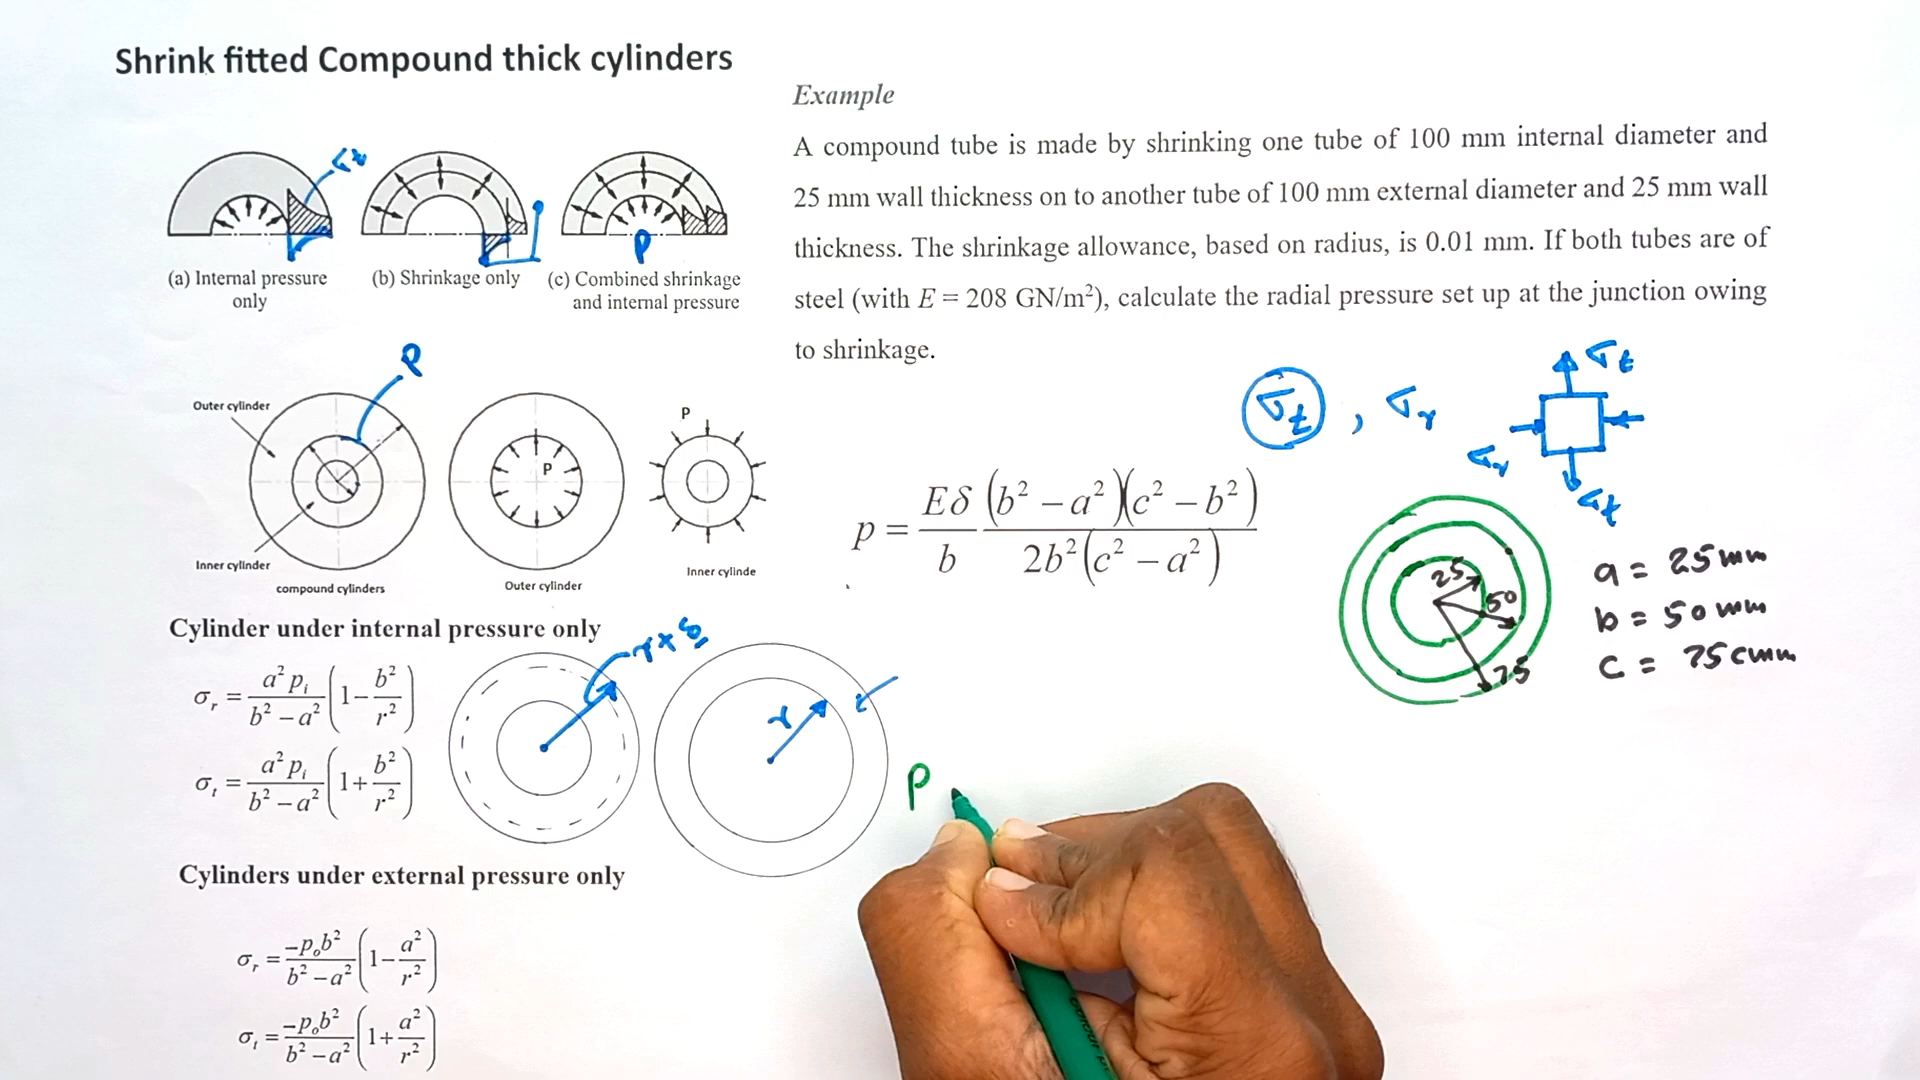 Shrink fitted Compound thick cylinders
σt
P
(a) Internal pressure only
(b) Shrinkage only
(c) Combined shrinkage and internal pressure
P
Outer cylinder
Inner cylinder
compound cylinders
P
Outer cylinder
P
Inner cylinde
Cylinder under internal pressure only
σr = a² pi / (b² − a²) (1 − b²/r²)
σt = a² pi / (b² − a²) (1 + b²/r²)
r+δ
r
t
Cylinders under external pressure only
σr = −pₒb² / (b² − a²) (1 − a²/r²)
σt = −pₒb² / (b² − a²) (1 + a²/r²)
Example
A compound tube is made by shrinking one tube of 100 mm internal diameter and
25 mm wall thickness on to another tube of 100 mm external diameter and 25 mm wall
thickness. The shrinkage allowance, based on radius, is 0.01 mm. If both tubes are of
steel (with E = 208 GN/m²), calculate the radial pressure set up at the junction owing
to shrinkage.
σt , σr
σt
σr
σt
p = Eδ/b (b² − a²)(c² − b²) / 2b²(c² − a²)
25
50
75
a = 25mm
b = 50mm
c = 75cmm
P